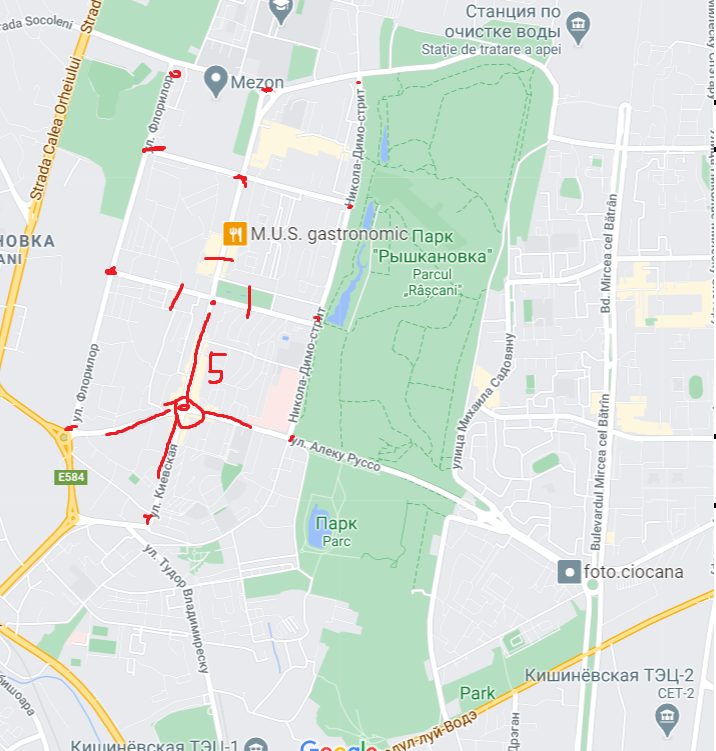 Станция по
очистке воды
Stație de tratare a apei
Strada
rada Socoleni
Mezon
Strada Calea Orheiului
ул. Флорилор
Никола-Димо-стрит
НОВКА
ANI
M.U.S. gastronomic
Парк
"Рышкановка"
Parcul
„Râșcani"
Bd. Mircea cel Bătrîn
5
ул. Флорилор
Никола-Димо-стрит
улица Михаила Садовяну
ул. Алеку Руссо
Bulevardul Mircea cel Bătrîn
E584
ул. Киевская
Парк
Parc
foto.ciocana
ул. Тудор Владимиреску
Park
Кишинёвская ТЭЦ-2
CET-2
Кишинёвская ТЭЦ-1
Google